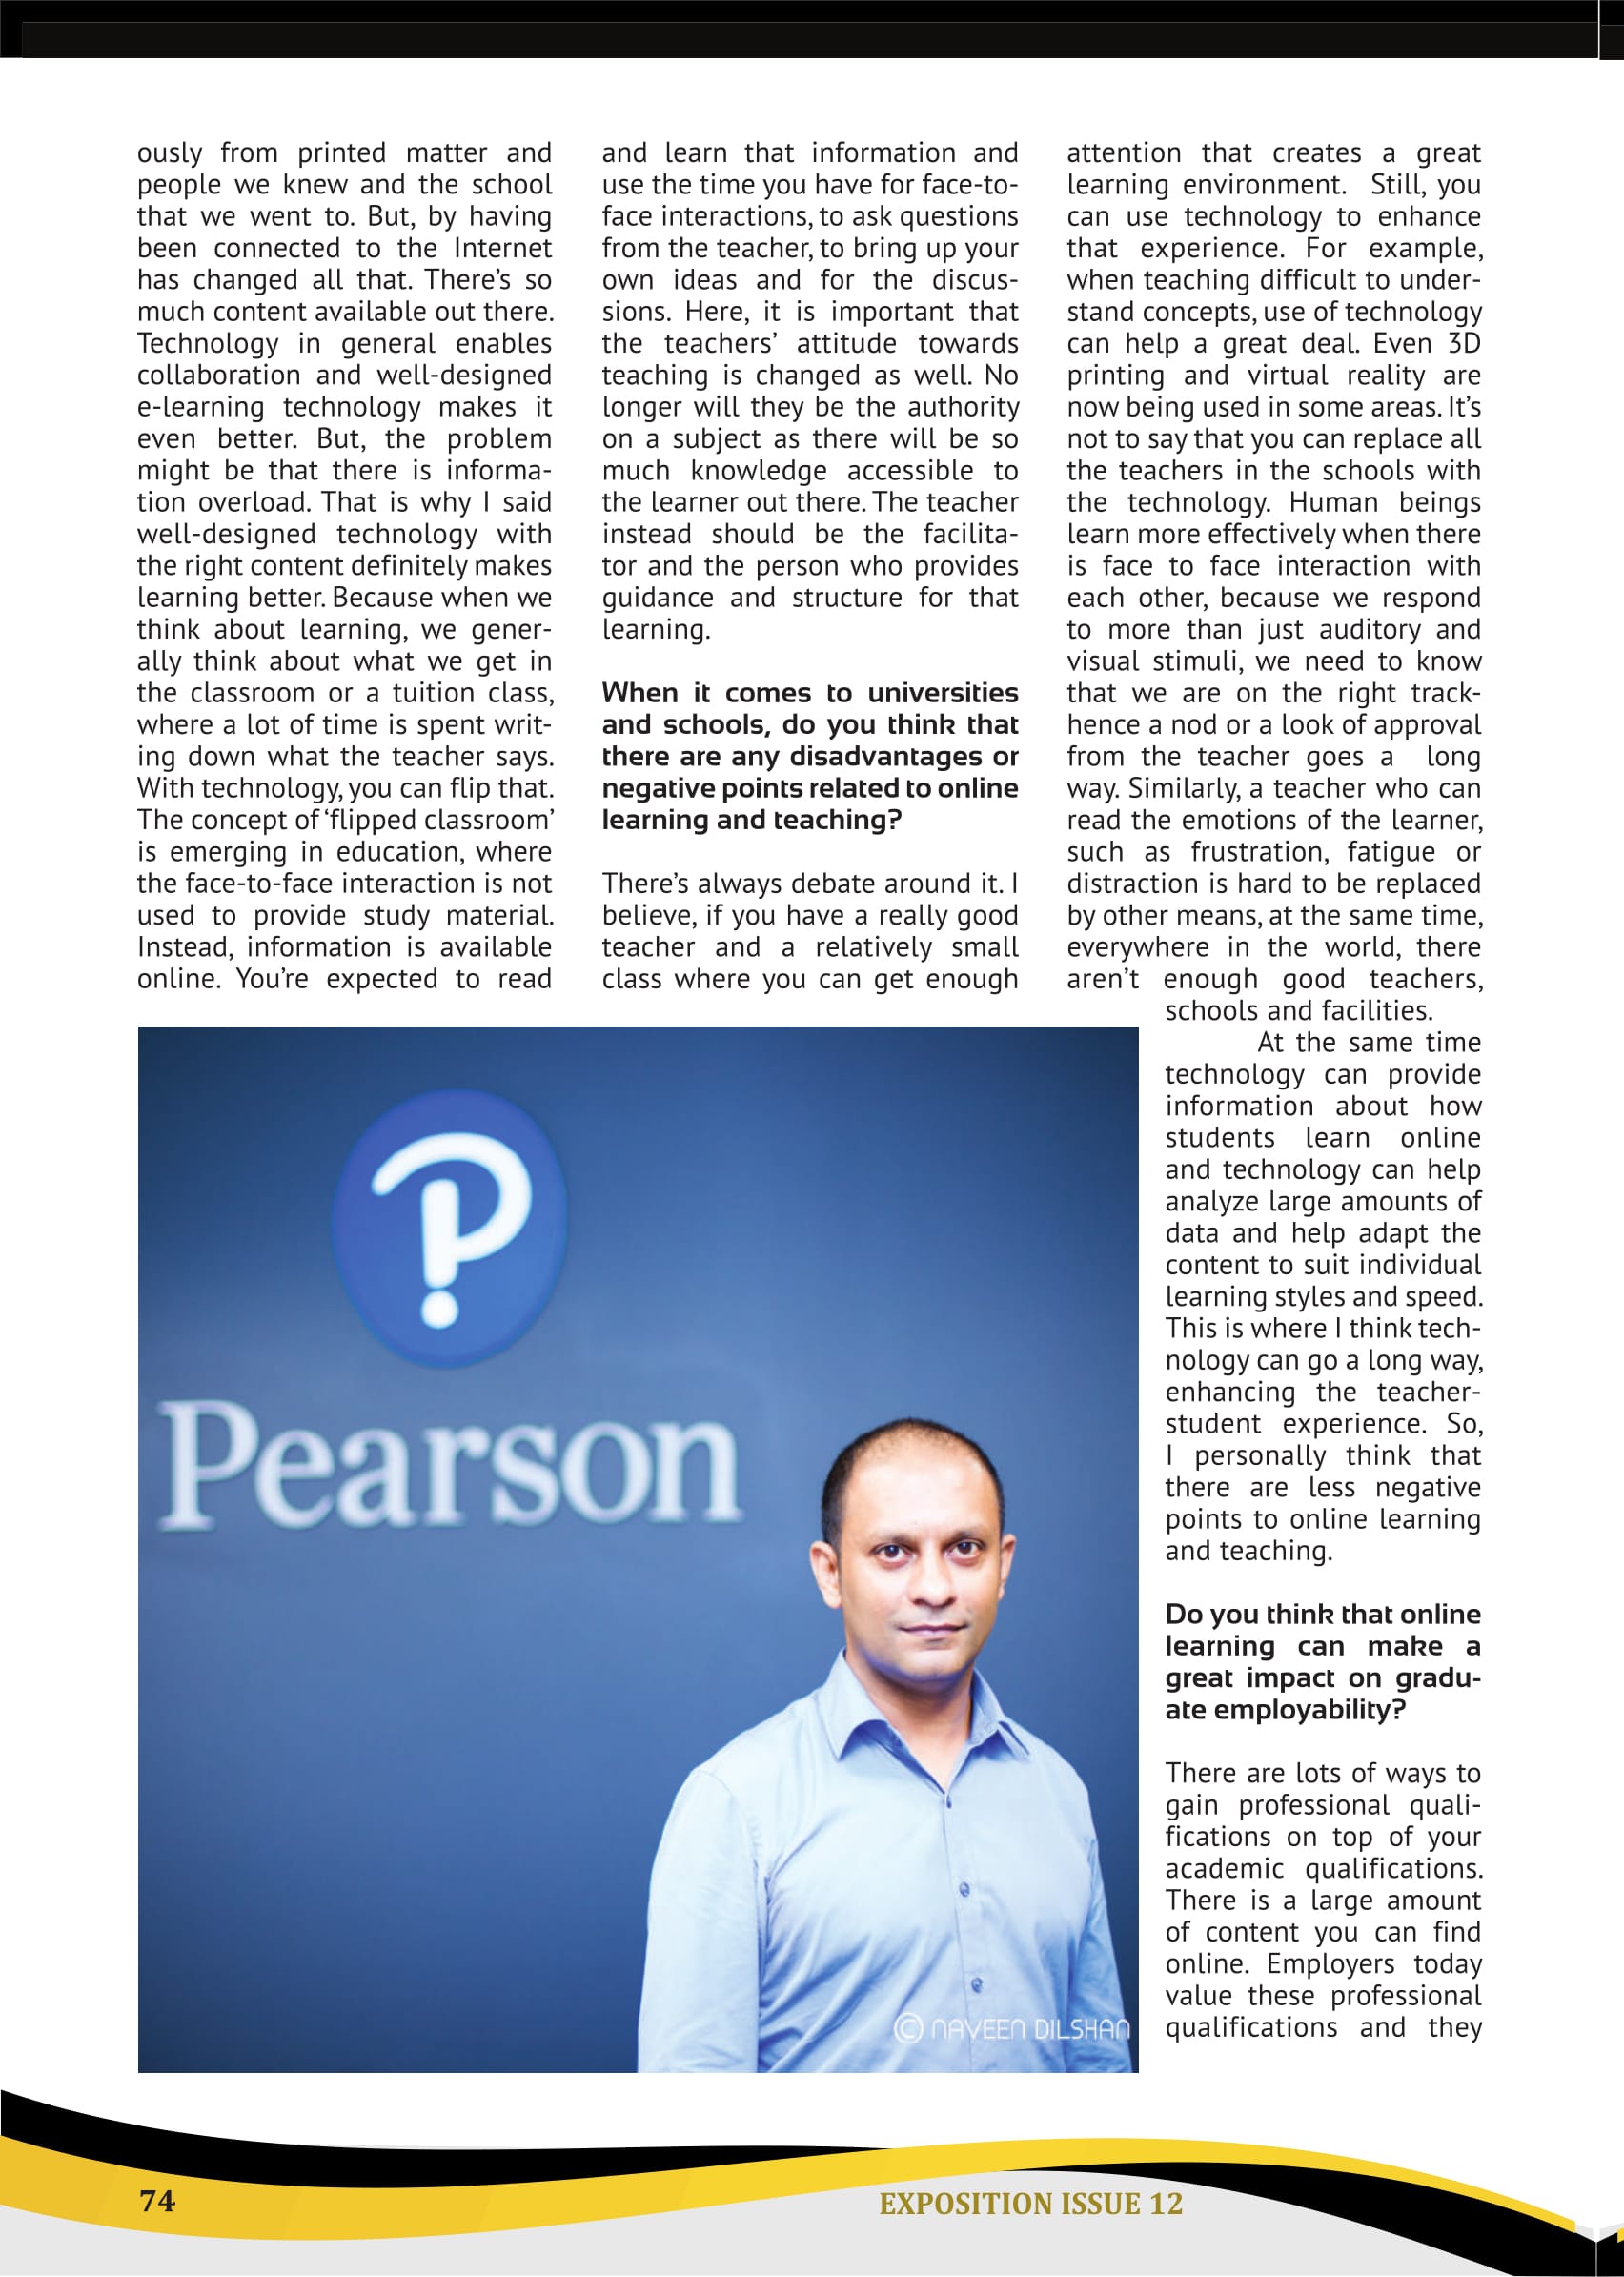 ously from printed matter and
people we knew and the school
that we went to. But, by having
been connected to the Internet
has changed all that. There's so
much content available out there.
Technology in general enables
collaboration and well-designed
e-learning technology makes it
even better. But, the problem
might be that there is informa-
tion overload. That is why I said
well-designed technology with
the right content definitely makes
learning better. Because when we
think about learning, we gener-
ally think about what we get in
the classroom or a tuition class,
where a lot of time is spent writ-
ing down what the teacher says.
With technology, you can flip that.
The concept of ‘flipped classroom’
is emerging in education, where
the face-to-face interaction is not
used to provide study material.
Instead, information is available
online. You're expected to read
and learn that information and
use the time you have for face-to-
face interactions, to ask questions
from the teacher, to bring up your
own ideas and for the discus-
sions. Here, it is important that
the teachers’ attitude towards
teaching is changed as well. No
longer will they be the authority
on a subject as there will be so
much knowledge accessible to
the learner out there. The teacher
instead should be the facilita-
tor and the person who provides
guidance and structure for that
learning.
When it comes to universities
and schools, do you think that
there are any disadvantages or
negative points related to online
learning and teaching?
There's always debate around it. I
believe, if you have a really good
teacher and a relatively small
class where you can get enough
attention that creates a great
learning environment. Still, you
can use technology to enhance
that experience. For example,
when teaching difficult to under-
stand concepts, use of technology
can help a great deal. Even 3D
printing and virtual reality are
now being used in some areas. It's
not to say that you can replace all
the teachers in the schools with
the technology. Human beings
learn more effectively when there
is face to face interaction with
each other, because we respond
to more than just auditory and
visual stimuli, we need to know
that we are on the right track-
hence a nod or a look of approval
from the teacher goes a long
way. Similarly, a teacher who can
read the emotions of the learner,
such as frustration, fatigue or
distraction is hard to be replaced
by other means, at the same time,
everywhere in the world, there
aren't enough good teachers,
schools and facilities.
At the same time
technology can provide
information about how
students learn online
and technology can help
analyze large amounts of
data and help adapt the
content to suit individual
learning styles and speed.
This is where I think tech-
nology can go a long way,
enhancing the teacher-
student experience. So,
I personally think that
there are less negative
points to online learning
and teaching.
Do you think that online
learning can make a
great impact on gradu-
ate employability?
There are lots of ways to
gain professional quali-
fications on top of your
academic qualifications.
There is a large amount
of content you can find
online. Employers today
value these professional
qualifications and they
Pearson
© NAVEEN DILSHAN
74
EXPOSITION ISSUE 12